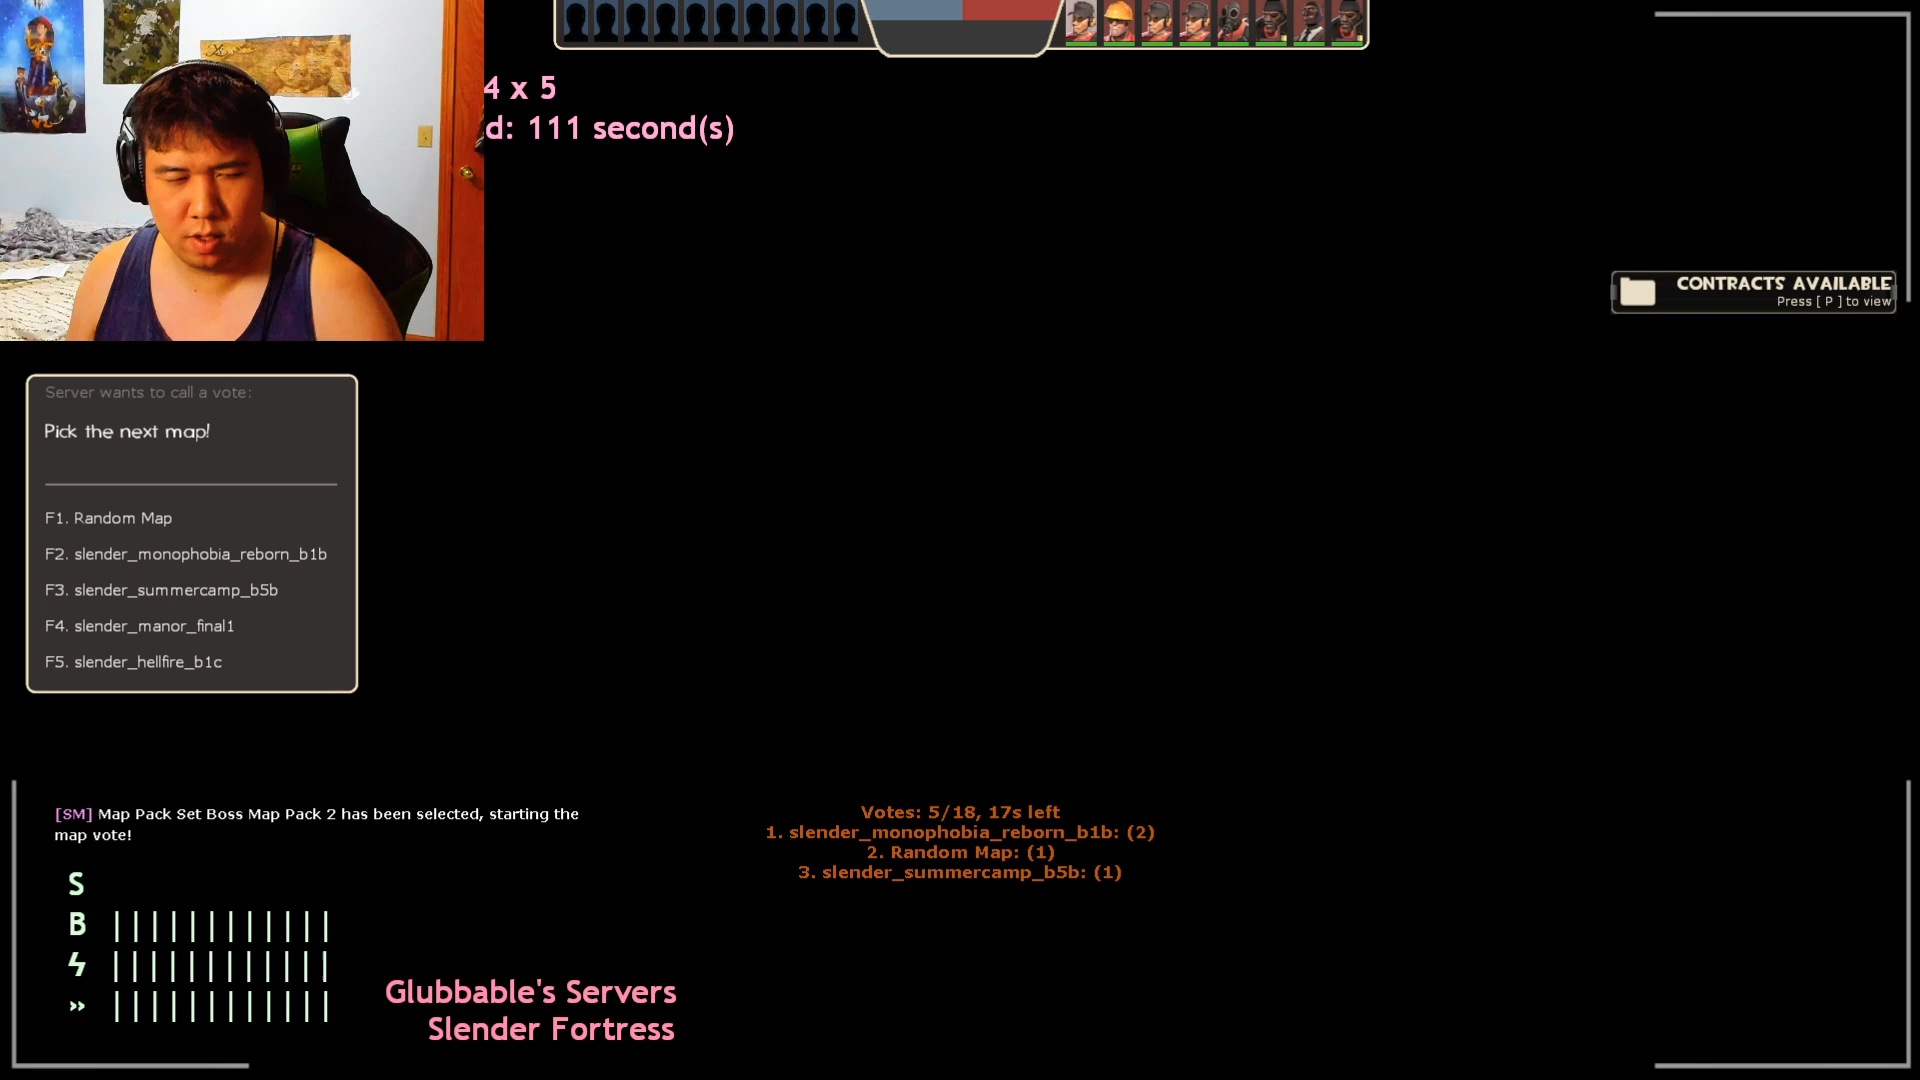 4 x 5
d: 111 second(s)
CONTRACTS AVAILABLE
Press [ P ] to view
Server wants to call a vote:
Pick the next map!
F1. Random Map
F2. slender_monophobia_reborn_b1b
F3. slender_summercamp_b5b
F4. slender_manor_final1
F5. slender_hellfire_b1c
[SM] Map Pack Set Boss Map Pack 2 has been selected, starting the
map vote!
Votes: 5/18, 17s left
1. slender_monophobia_reborn_b1b: (2)
2. Random Map: (1)
3. slender_summercamp_b5b: (1)
S
B
Glubbable's Servers
Slender Fortress